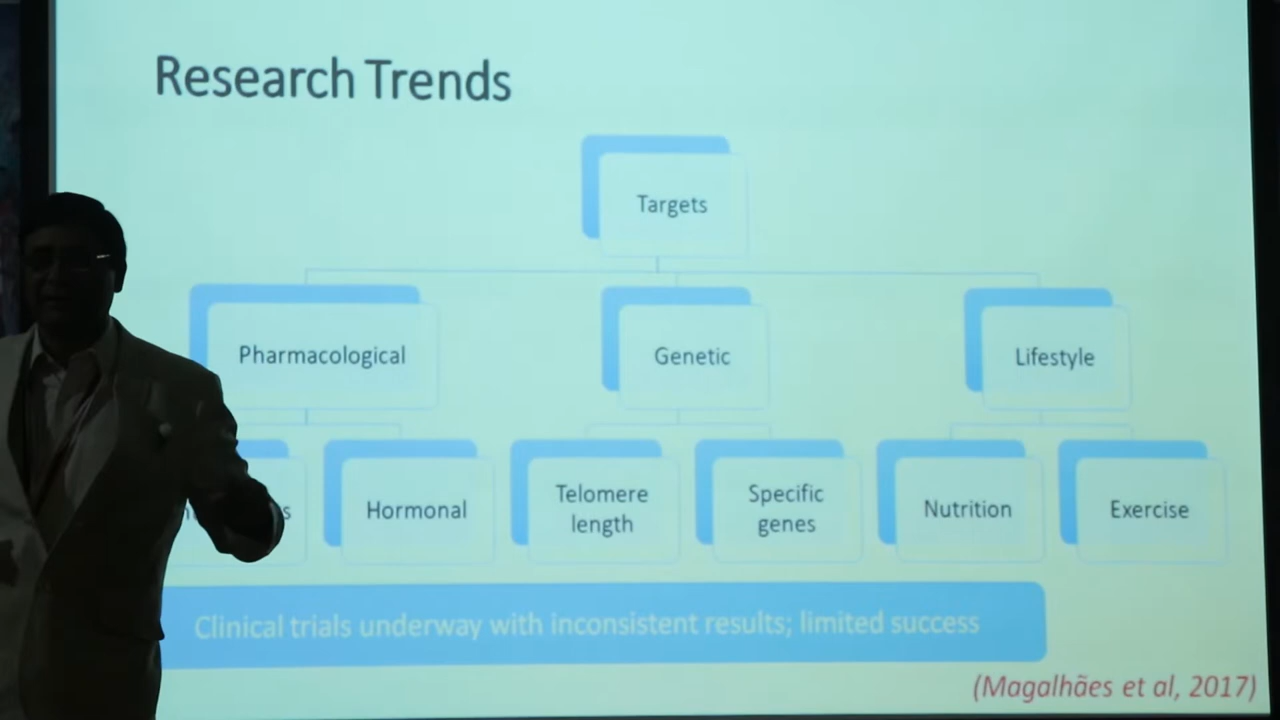 Research Trends
Targets
Pharmacological
Genetic
Lifestyle
Hormonal
Telomere
length
Specific
genes
Nutrition
Exercise
Clinical trials underway with inconsistent results; limited success
(Magalhães et al, 2017)